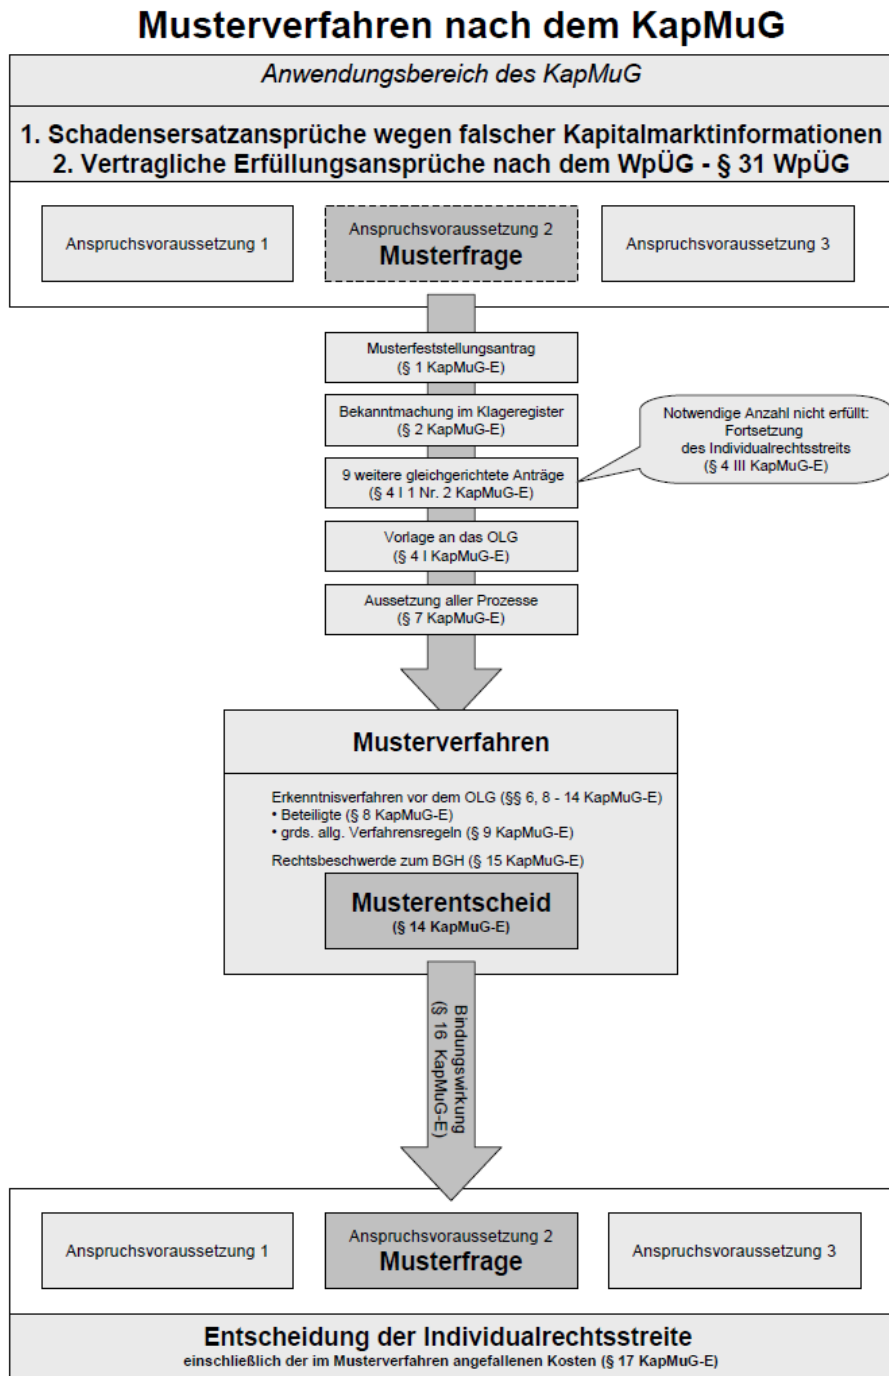 Musterverfahren nach dem KapMuG
Anwendungsbereich des KapMuG
1. Schadensersatzansprüche wegen falscher Kapitalmarktinformationen
2. Vertragliche Erfüllungsansprüche nach dem WpÜG - § 31 WpÜG
Anspruchsvoraussetzung 1
Anspruchsvoraussetzung 2
Musterfrage
Anspruchsvoraussetzung 3
Musterfeststellungsantrag
(§ 1 KapMuG-E)
Bekanntmachung im Klageregister
(§ 2 KapMuG-E)
9 weitere gleichgerichtete Anträge
(§ 4 I 1 Nr. 2 KapMuG-E)
Notwendige Anzahl nicht erfüllt:
Fortsetzung
des Individualrechtsstreits
(§ 4 III KapMuG-E)
Vorlage an das OLG
(§ 4 I KapMuG-E)
Aussetzung aller Prozesse
(§ 7 KapMuG-E)
Musterverfahren
Erkenntnisverfahren vor dem OLG (§§ 6, 8 - 14 KapMuG-E)
• Beteiligte (§ 8 KapMuG-E)
• grds. allg. Verfahrensregeln (§ 9 KapMuG-E)
Rechtsbeschwerde zum BGH (§ 15 KapMuG-E)
Musterentscheid
(§ 14 KapMuG-E)
Bindungswirkung
(§ 16 KapMuG-E)
Anspruchsvoraussetzung 1
Anspruchsvoraussetzung 2
Musterfrage
Anspruchsvoraussetzung 3
Entscheidung der Individualrechtsstreite
einschließlich der im Musterverfahren angefallenen Kosten (§ 17 KapMuG-E)